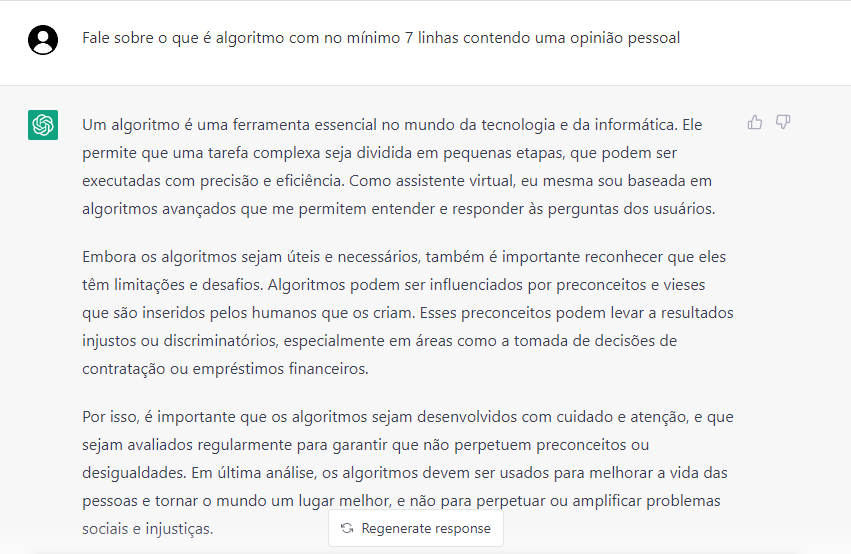 Fale sobre o que é algoritmo com no mínimo 7 linhas contendo uma opinião pessoal
Um algoritmo é uma ferramenta essencial no mundo da tecnologia e da informática. Ele
permite que uma tarefa complexa seja dividida em pequenas etapas, que podem ser
executadas com precisão e eficiência. Como assistente virtual, eu mesma sou baseada em
algoritmos avançados que me permitem entender e responder às perguntas dos usuários.
Embora os algoritmos sejam úteis e necessários, também é importante reconhecer que eles
têm limitações e desafios. Algoritmos podem ser influenciados por preconceitos e vieses
que são inseridos pelos humanos que os criam. Esses preconceitos podem levar a resultados
injustos ou discriminatórios, especialmente em áreas como a tomada de decisões de
contratação ou empréstimos financeiros.
Por isso, é importante que os algoritmos sejam desenvolvidos com cuidado e atenção, e que
sejam avaliados regularmente para garantir que não perpetuem preconceitos ou
desigualdades. Em última análise, os algoritmos devem ser usados para melhorar a vida das
pessoas e tornar o mundo um lugar melhor, e não para perpetuar ou amplificar problemas
sociais e injustiças.
Regenerate response